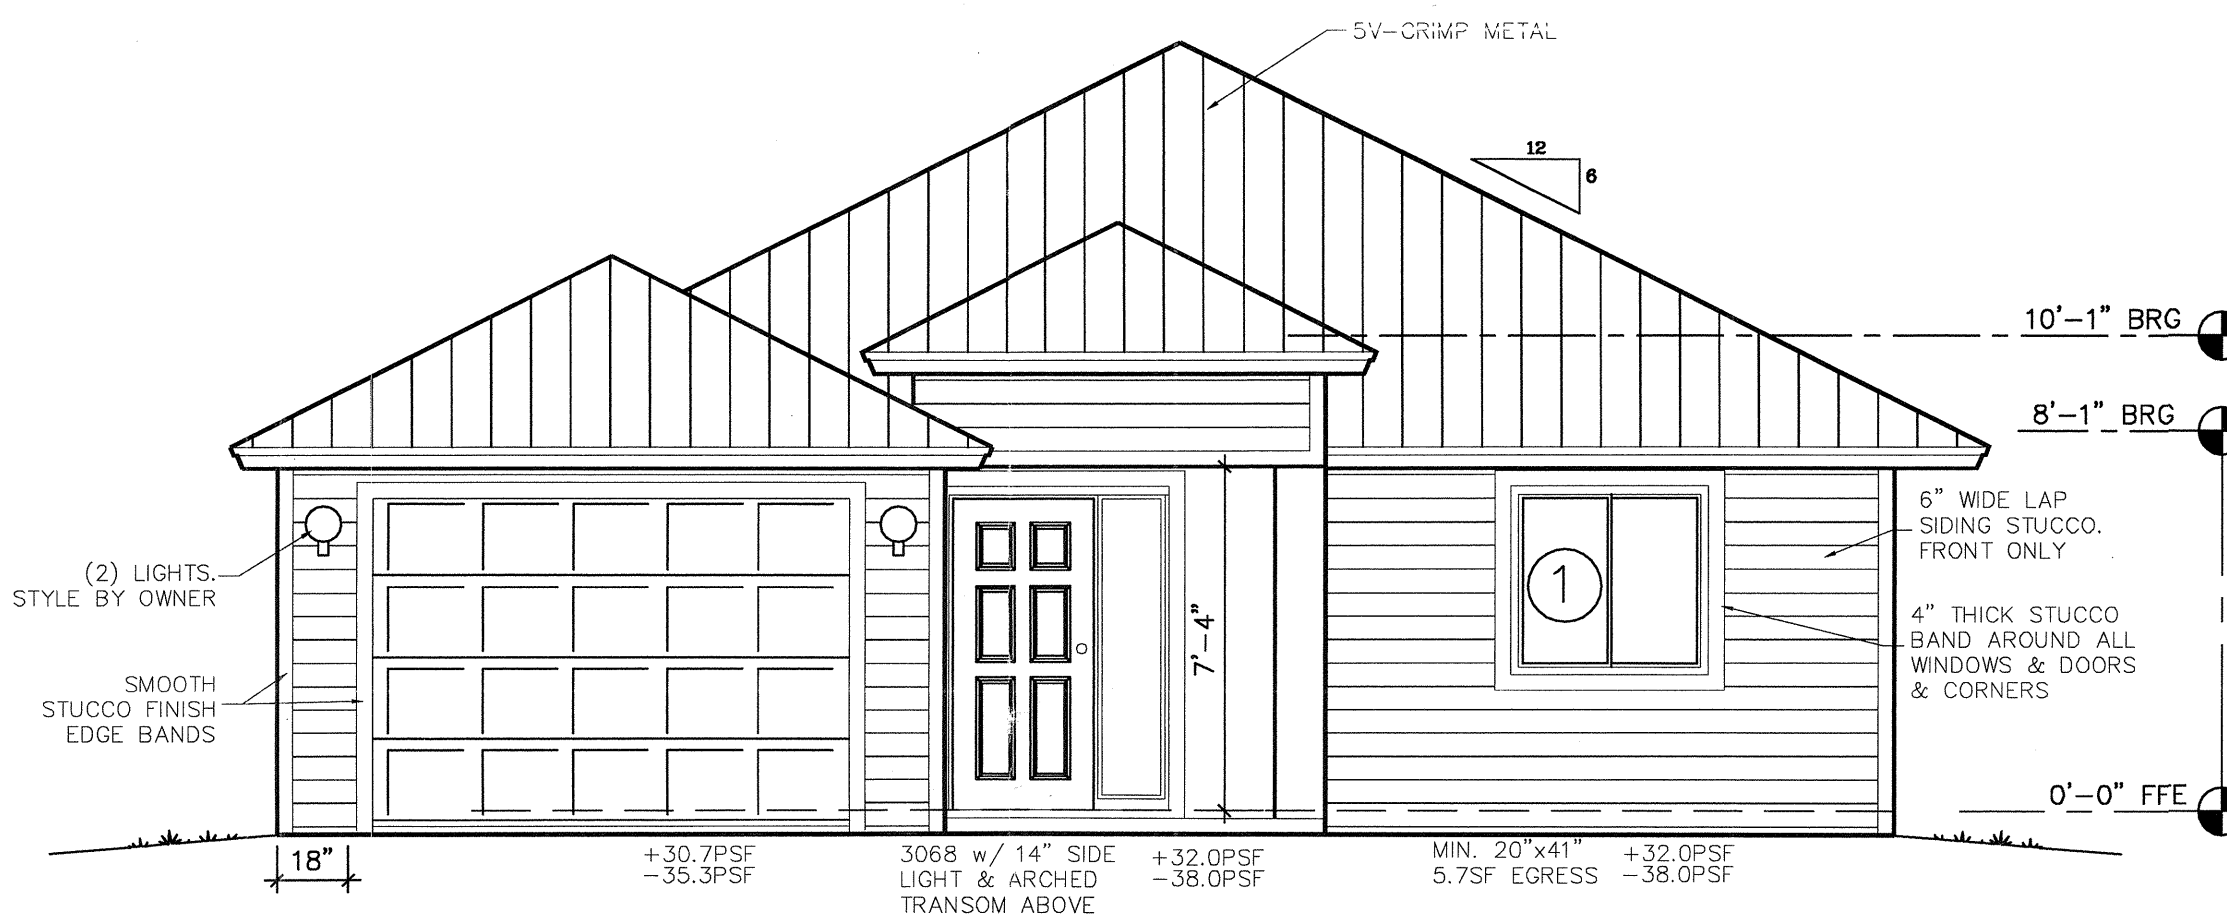 5V-CRIMP METAL
12
6
10'-1" BRG
8'-1" BRG
6" WIDE LAP
SIDING STUCCO.
FRONT ONLY
(2) LIGHTS.
STYLE BY OWNER
1
7'-4"
4" THICK STUCCO
BAND AROUND ALL
WINDOWS & DOORS
& CORNERS
SMOOTH
STUCCO FINISH
EDGE BANDS
0'-0" FFE
18"
+30.7PSF
-35.3PSF
3068 w/ 14" SIDE
LIGHT & ARCHED
TRANSOM ABOVE
+32.0PSF
-38.0PSF
MIN. 20"x41"
5.7SF EGRESS
+32.0PSF
-38.0PSF